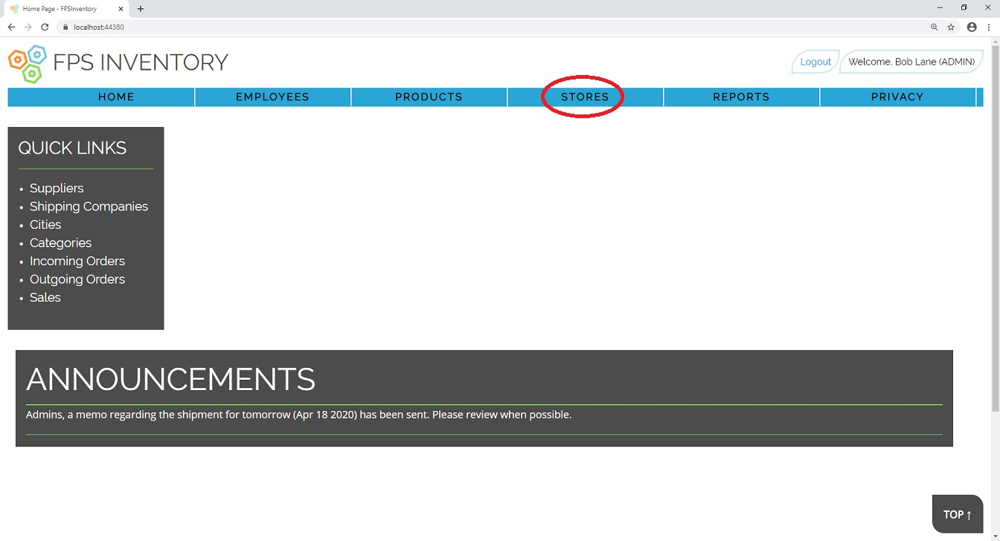 Home Page - FPSInventory
localhost:44380
FPS INVENTORY
Logout
Welcome, Bob Lane (ADMIN)
HOME EMPLOYEES PRODUCTS STORES REPORTS PRIVACY
QUICK LINKS
• Suppliers
• Shipping Companies
• Cities
• Categories
• Incoming Orders
• Outgoing Orders
• Sales
ANNOUNCEMENTS
Admins, a memo regarding the shipment for tomorrow (Apr 18 2020) has been sent. Please review when possible.
TOP ↑